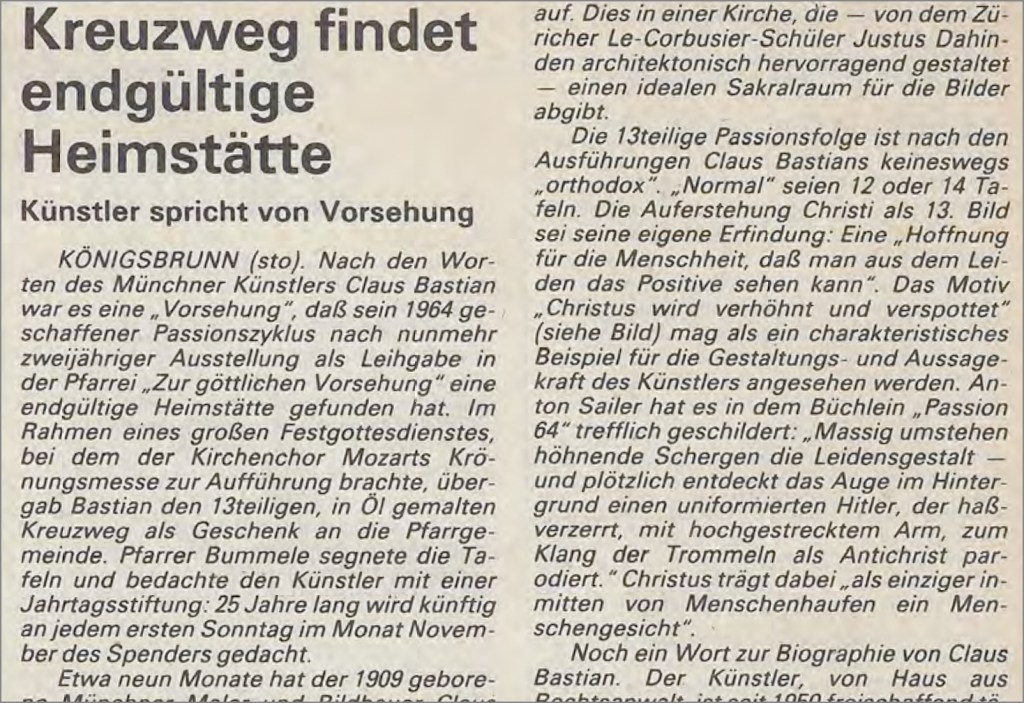 Kreuzweg findet
endgültige
Heimstätte
Künstler spricht von Vorsehung
KÖNIGSBRUNN (sto). Nach den Wor-
ten des Münchner Künstlers Claus Bastian
war es eine „Vorsehung“, daß sein 1964 ge-
schaffener Passionszyklus nach nunmehr
zweijähriger Ausstellung als Leihgabe in
der Pfarrei „Zur göttlichen Vorsehung“ eine
endgültige Heimstätte gefunden hat. Im
Rahmen eines großen Festgottesdienstes,
bei dem der Kirchenchor Mozarts Krö-
nungsmesse zur Aufführung brachte, über-
gab Bastian den 13teiligen, in Öl gemalten
Kreuzweg als Geschenk an die Pfarrge-
meinde. Pfarrer Bummele segnete die Ta-
feln und bedachte den Künstler mit einer
Jahrtagsstiftung: 25 Jahre lang wird künftig
an jedem ersten Sonntag im Monat Novem-
ber des Spenders gedacht.
Etwa neun Monate hat der 1909 gebore-
ne Münchner Maler und Bildhauer Claus
auf. Dies in einer Kirche, die — von dem Zü-
richer Le-Corbusier-Schüler Justus Dahin-
den architektonisch hervorragend gestaltet
— einen idealen Sakralraum für die Bilder
abgibt.
Die 13teilige Passionsfolge ist nach den
Ausführungen Claus Bastians keineswegs
„orthodox“. „Normal“ seien 12 oder 14 Ta-
feln. Die Auferstehung Christi als 13. Bild
sei seine eigene Erfindung: Eine „Hoffnung
für die Menschheit, daß man aus dem Lei-
den das Positive sehen kann“. Das Motiv
„Christus wird verhöhnt und verspottet“
(siehe Bild) mag als ein charakteristisches
Beispiel für die Gestaltungs- und Aussage-
kraft des Künstlers angesehen werden. An-
ton Sailer hat es in dem Büchlein „Passion
64“ trefflich geschildert: „Massig umstehen
höhnende Schergen die Leidensgestalt —
und plötzlich entdeckt das Auge im Hinter-
grund einen uniformierten Hitler, der haß-
verzerrt, mit hochgestrecktem Arm, zum
Klang der Trommeln als Antichrist par-
odiert.“ Christus trägt dabei „als einziger in-
mitten von Menschenhaufen ein Men-
schengesicht“.
Noch ein Wort zur Biographie von Claus
Bastian. Der Künstler, von Haus aus
Rechtsanwalt, ist seit 1950 freischaffend tä-